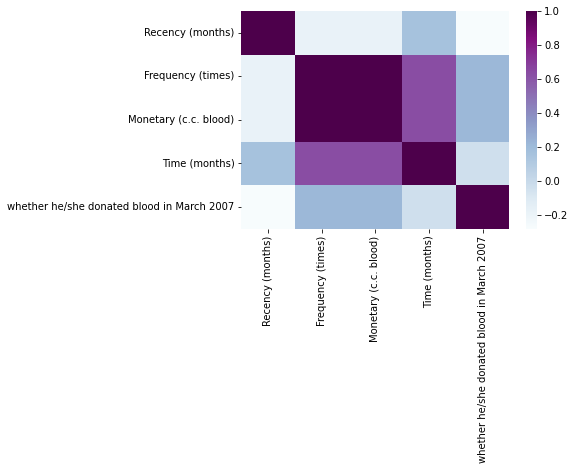 Recency (months)
Frequency (times)
Monetary (c.c. blood)
Time (months)
whether he/she donated blood in March 2007
Recency (months)
Frequency (times)
Monetary (c.c. blood)
Time (months)
whether he/she donated blood in March 2007
1.0
0.8
0.6
0.4
0.2
0.0
−0.2